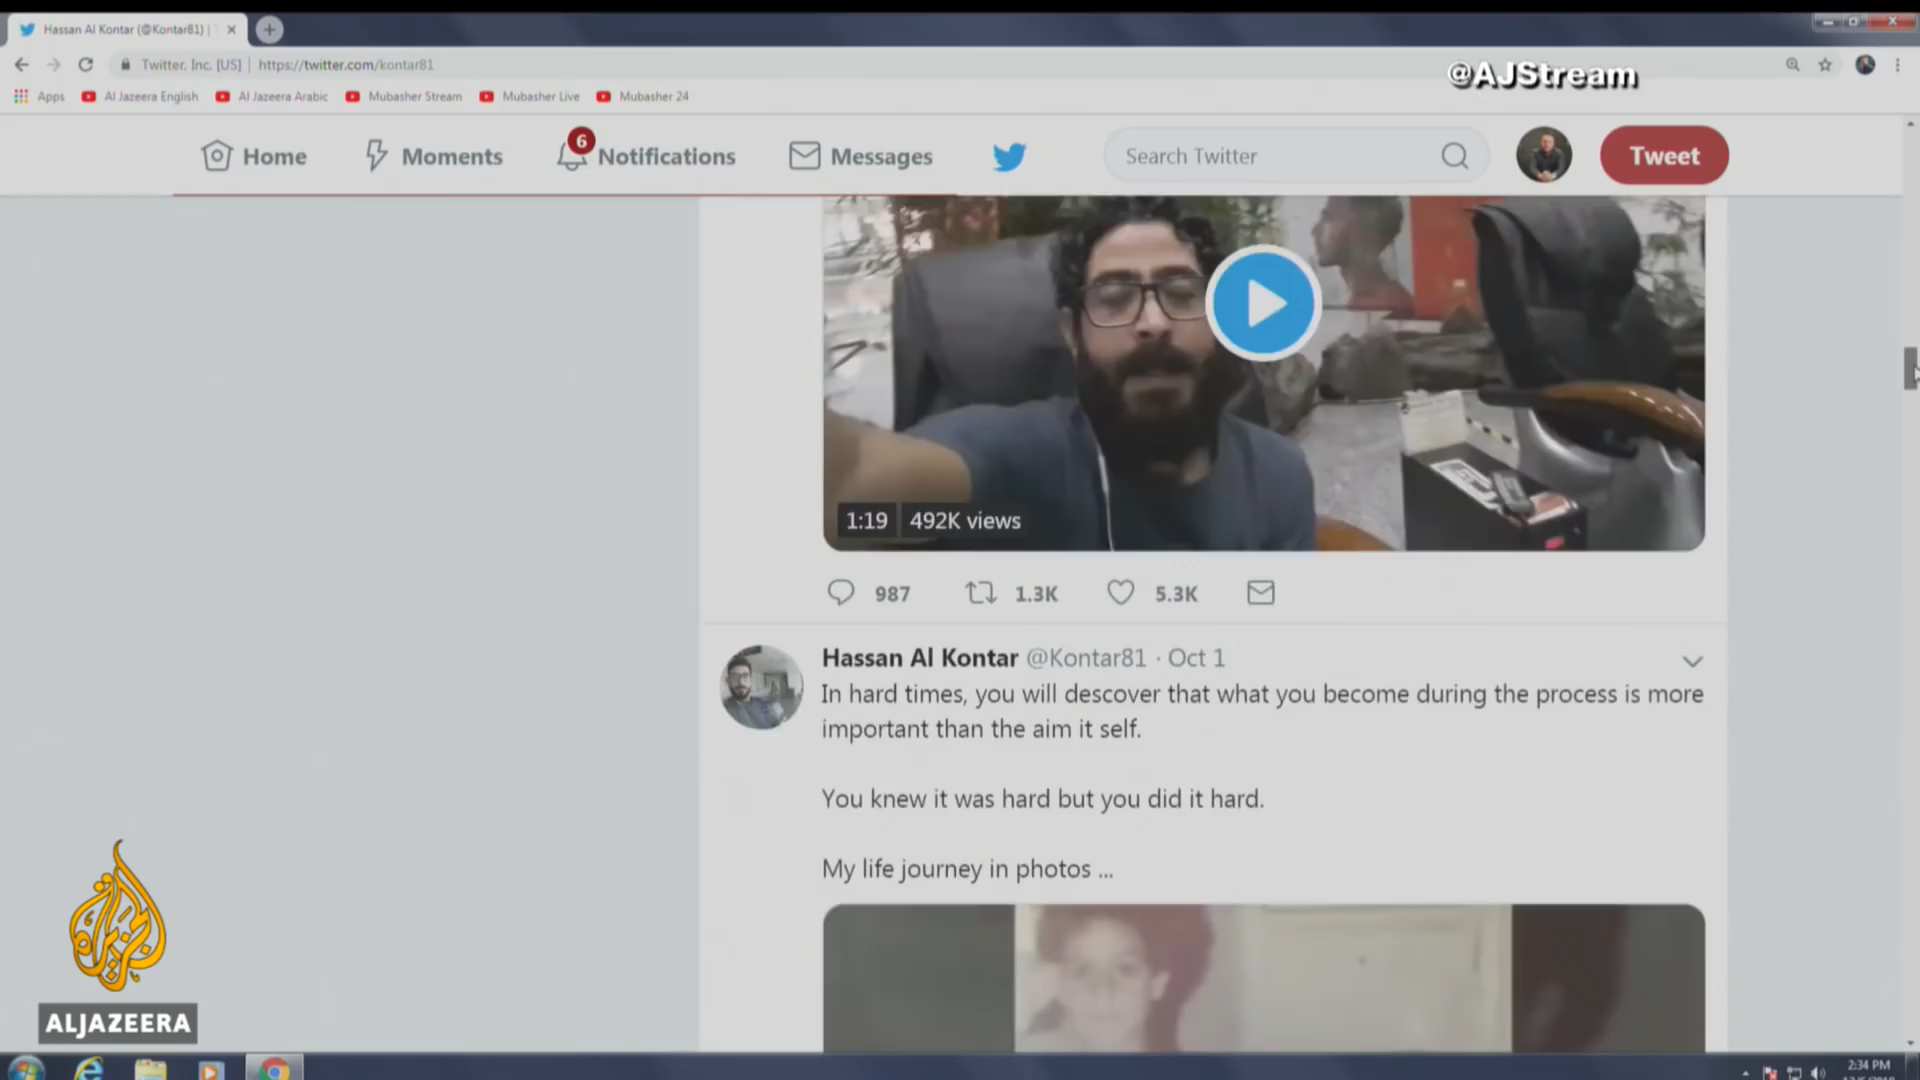 Hassan Al Kontar (@Kontar81) | T
Twitter, Inc. [US] | https://twitter.com/kontar81
@AJStream
Apps Al Jazeera English Al Jazeera Arabic Mubasher Stream Mubasher Live Mubasher 24
Home Moments 6 Notifications Messages Search Twitter Tweet
1:19 492K views
987 1.3K 5.3K
Hassan Al Kontar @Kontar81 · Oct 1
In hard times, you will descover that what you become during the process is more
important than the aim it self.
You knew it was hard but you did it hard.
My life journey in photos ...
ALJAZEERA
2:34 PM